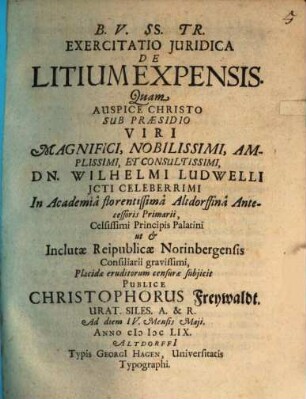 B. V. SS. TR.
EXERCITATIO JURIDICA
DE
LITIUM EXPENSIS.
Quam
AUSPICE CHRISTO
SUB PRÆSIDIO
VIRI
MAGNIFICI, NOBILISSIMI, AM-
PLISSIMI, ET CONSULTISSIMI,
DN. WILHELMI LUDWELLI
JCTI CELEBERRIMI
In Academiâ florentissimâ Altdorffinâ Ante-
cessoris Primarii,
Celsissimi Principis Palatini
ut &
Inclutæ Reipublicæ Norinbergensis
Consiliarii gravissimi,
Placidæ eruditorum censuræ subjicit
PUBLICE
CHRISTOPHORUS Freywaldt.
URAT. SILES. A. & R.
Ad diem IV. Mensis Maji.
ANNO cIɔ Iɔc LIX.
ALTDORFFI
Typis GEORGI HAGEN, Universitatis
Typographi.